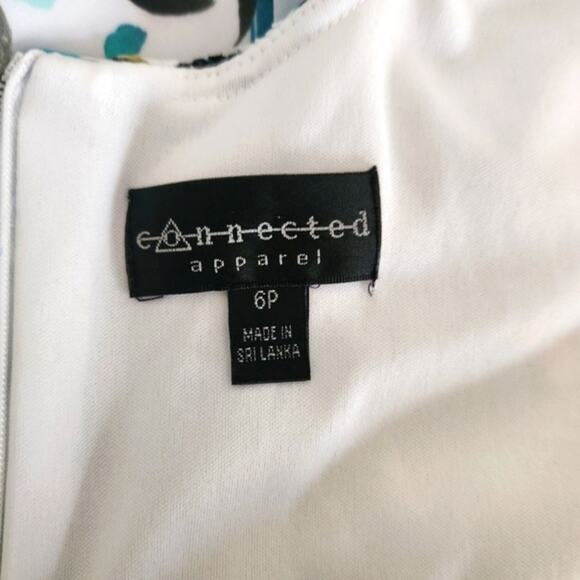 connected
apparel
6P
MADE IN
SRI LANKA